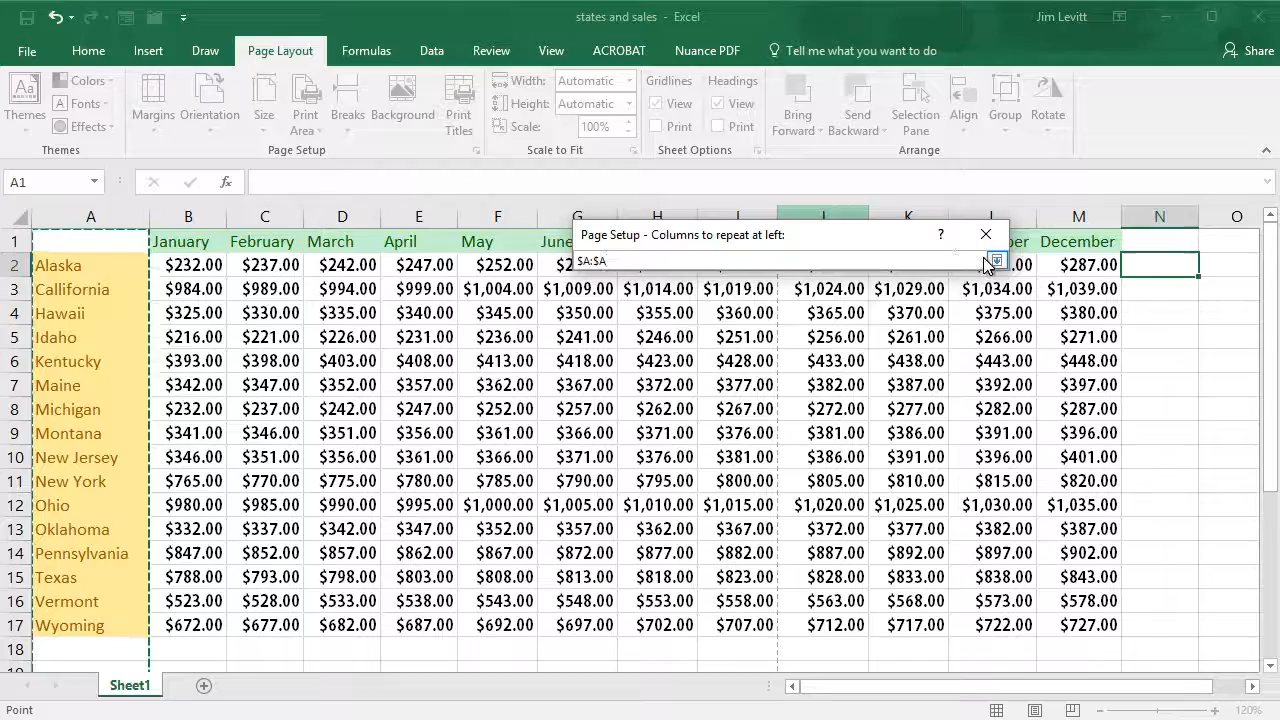 states and sales - Excel
Jim Levitt
File Home Insert Draw Page Layout Formulas Data Review View ACROBAT Nuance PDF Tell me what you want to do Share
Aa Colors Width: Automatic Gridlines Headings
Fonts Height: Automatic View View
Themes Effects Margins Orientation Size Print Area Breaks Background Print Titles Scale: 100% Print Print Bring Forward Send Backward Selection Pane Align Group Rotate
Themes Page Setup Scale to Fit Sheet Options Arrange
A1 fx
A B C D E F G H I J K L M N O
Page Setup - Columns to repeat at left: ?
$A:$A
1 January February March April May June December
2 Alaska $232.00 $237.00 $242.00 $247.00 $252.00 $287.00
3 Callifornia $984.00 $989.00 $994.00 $999.00 $1,004.00 $1,009.00 $1,014.00 $1,019.00 $1,024.00 $1,029.00 $1,034.00 $1,039.00
4 Hawaii $325.00 $330.00 $335.00 $340.00 $345.00 $350.00 $355.00 $360.00 $365.00 $370.00 $375.00 $380.00
5 Idaho $216.00 $221.00 $226.00 $231.00 $236.00 $241.00 $246.00 $251.00 $256.00 $261.00 $266.00 $271.00
6 Kentucky $393.00 $398.00 $403.00 $408.00 $413.00 $418.00 $423.00 $428.00 $433.00 $438.00 $443.00 $448.00
7 Maine $342.00 $347.00 $352.00 $357.00 $362.00 $367.00 $372.00 $377.00 $382.00 $387.00 $392.00 $397.00
8 Michigan $232.00 $237.00 $242.00 $247.00 $252.00 $257.00 $262.00 $267.00 $272.00 $277.00 $282.00 $287.00
9 Montana $341.00 $346.00 $351.00 $356.00 $361.00 $366.00 $371.00 $376.00 $381.00 $386.00 $391.00 $396.00
10 New Jersey $346.00 $351.00 $356.00 $361.00 $366.00 $371.00 $376.00 $381.00 $386.00 $391.00 $396.00 $401.00
11 New York $765.00 $770.00 $775.00 $780.00 $785.00 $790.00 $795.00 $800.00 $805.00 $810.00 $815.00 $820.00
12 Ohio $980.00 $985.00 $990.00 $995.00 $1,000.00 $1,005.00 $1,010.00 $1,015.00 $1,020.00 $1,025.00 $1,030.00 $1,035.00
13 Oklahoma $332.00 $337.00 $342.00 $347.00 $352.00 $357.00 $362.00 $367.00 $372.00 $377.00 $382.00 $387.00
14 Pennsylvania $847.00 $852.00 $857.00 $862.00 $867.00 $872.00 $877.00 $882.00 $887.00 $892.00 $897.00 $902.00
15 Texas $788.00 $793.00 $798.00 $803.00 $808.00 $813.00 $818.00 $823.00 $828.00 $833.00 $838.00 $843.00
16 Vermont $523.00 $528.00 $533.00 $538.00 $543.00 $548.00 $553.00 $558.00 $563.00 $568.00 $573.00 $578.00
17 Wyoming $672.00 $677.00 $682.00 $687.00 $692.00 $697.00 $702.00 $707.00 $712.00 $717.00 $722.00 $727.00
18
Sheet1
Point 120%